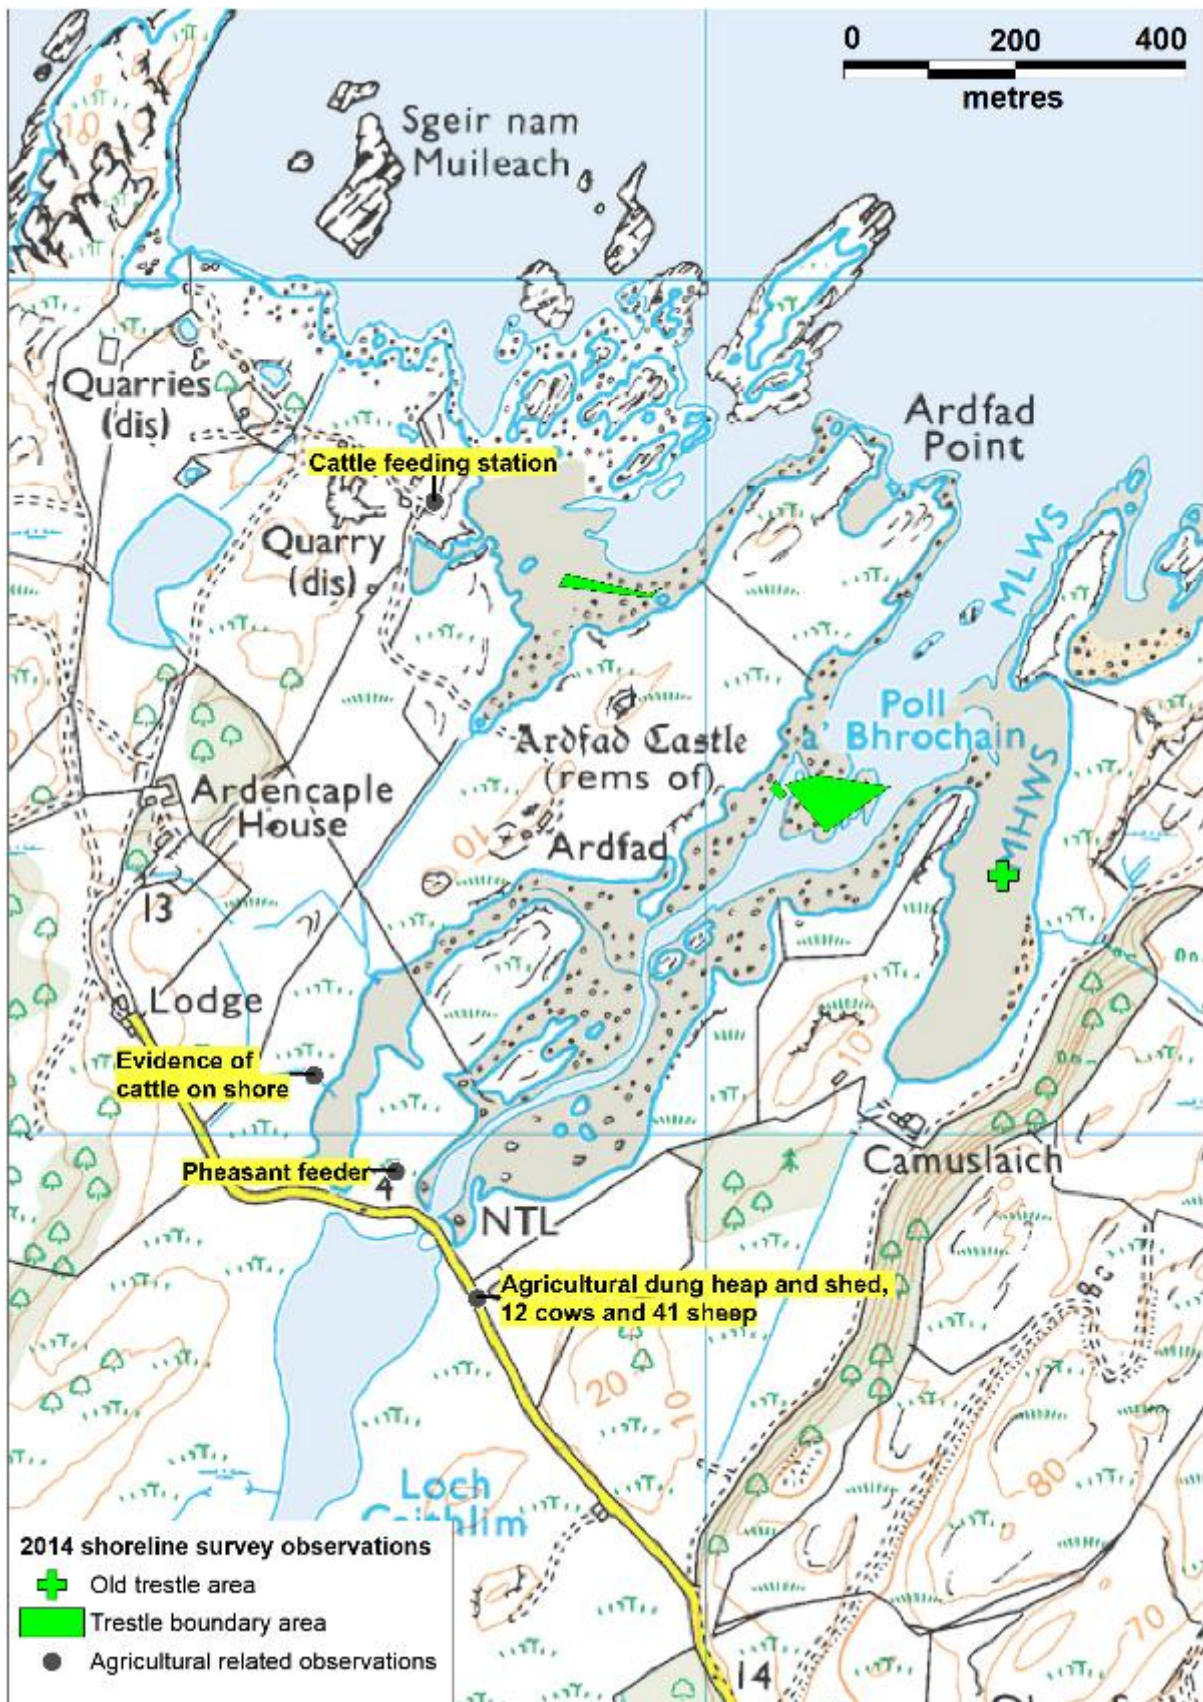 0 200 400
metres
Sgeir nam
Muileach
10
Quarries
(dis)
Ardfad
Point
Cattle feeding station
Quarry
(dis)
MLWS
Poll
a' Bhrochain
Ardfad Castle
(rems of)
MHWS
Ardencaple
House
Ardfad
10
13
Lodge
10
Evidence of
cattle on shore
Pheasant feeder
4
Camuslaich
NTL
Agricultural dung heap and shed,
12 cows and 41 sheep
20
10
80
Loch
Caithlim
70
14
2014 shoreline survey observations
Old trestle area
Trestle boundary area
Agricultural related observations